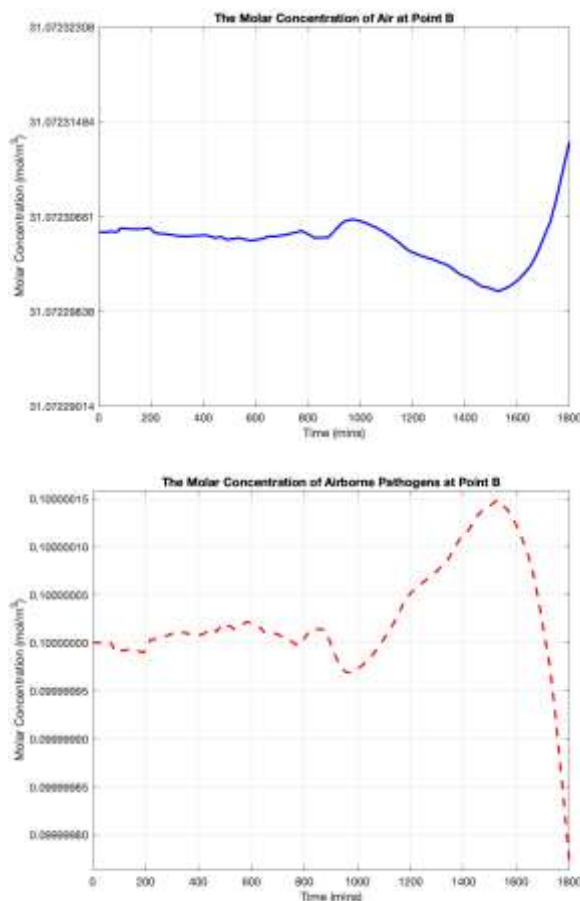 The Molar Concentration of Air at Point B
31.07232308
31.07231484
31.07230661
31.07229838
31.07229014
Molar Concentration (mol/m³)
0 200 400 600 800 1000 1200 1400 1600 1800
Time (mins)
The Molar Concentration of Airborne Pathogens at Point B
0.10000015
0.10000010
0.10000005
0.10000000
0.09999995
0.09999990
0.09999985
0.09999980
Molar Concentration (mol/m³)
0 200 400 600 800 1000 1200 1400 1600 1800
Time (mins)